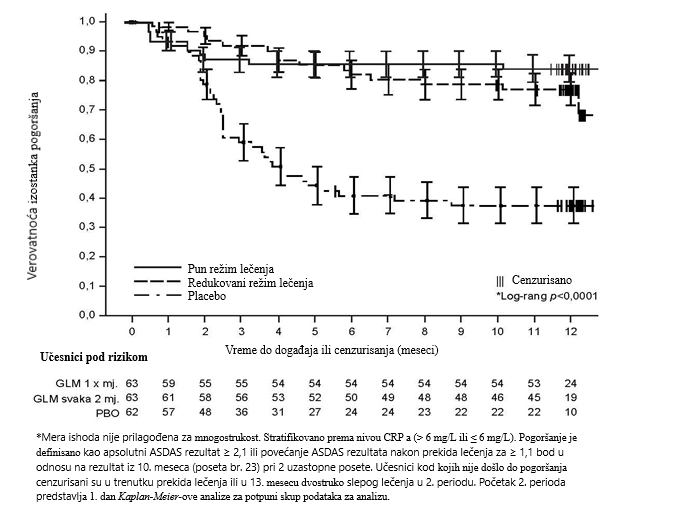 Verovatnoća izostanka pogoršanja
1,0
0,9
0,8
0,7
0,6
0,5
0,4
0,3
0,2
0,1
0,0
Pun režim lečenja
Redukovani režim lečenja
Placebo
||| Cenzurisano
*Log-rang p<0,0001
0 1 2 3 4 5 6 7 8 9 10 11 12
Vreme do događaja ili cenzurisanja (meseci)
Učesnici pod rizikom
GLM 1 x mj. 63 59 55 55 54 54 54 54 54 54 54 53 24
GLM svaka 2 mj. 63 61 58 56 53 52 50 49 48 48 46 45 19
PBO 62 57 48 36 31 27 24 24 23 22 22 22 10
*Mera ishoda nije prilagođena za mnogostrukost. Stratifikovano prema nivou CRP a (> 6 mg/L ili ≤ 6 mg/L). Pogoršanje je
definisano kao apsolutni ASDAS rezultat ≥ 2,1 ili povećanje ASDAS rezultata nakon prekida lečenja za ≥ 1,1 bod u
odnosu na rezultat iz 10. meseca (poseta br. 23) pri 2 uzastopne posete. Učesnici kod kojih nije došlo do pogoršanja
cenzurisani su u trenutku prekida lečenja ili u 13. mesecu dvostruko slepog lečenja u 2. periodu. Početak 2. perioda
predstavlja 1. dan Kaplan-Meier-ove analize za potpuni skup podataka za analizu.